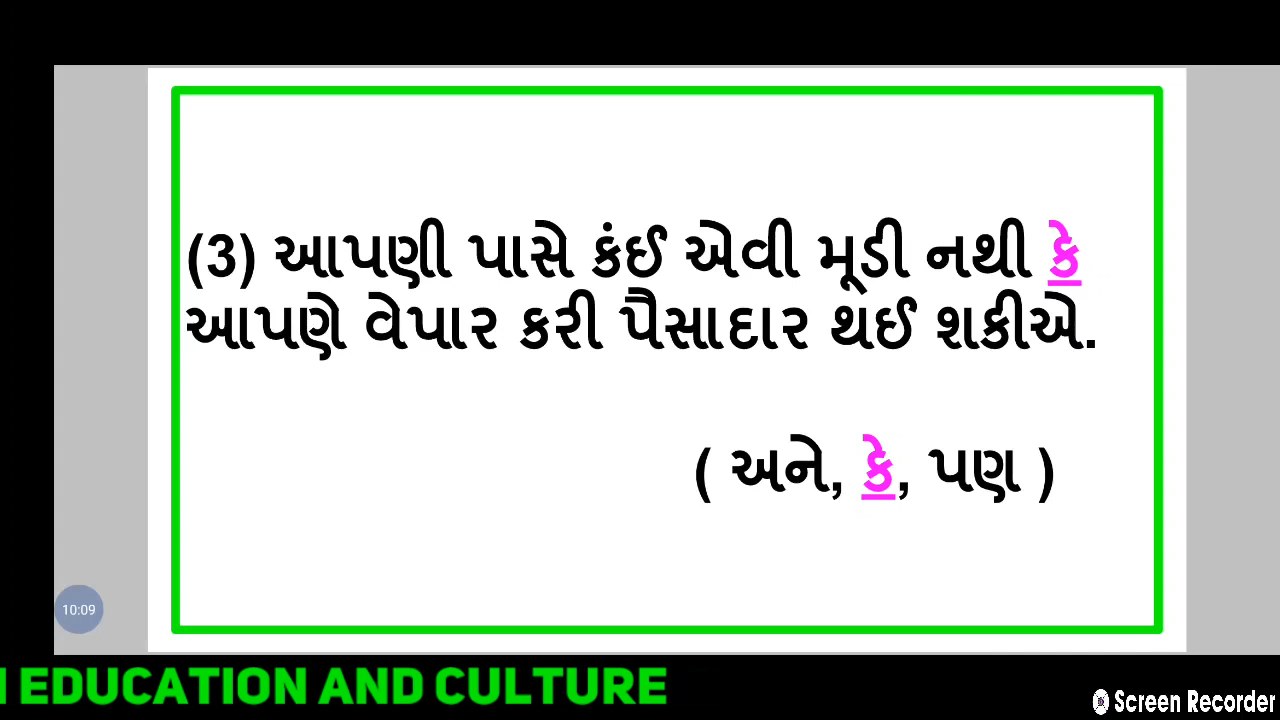 (3) આપણી પાસે કંઈ એવી મૂડી નથી કે
આપણે વેપાર કરી પૈસાદાર થઈ શકીએ.
( અને, કે, પણ )
10:09
EDUCATION AND CULTURE
Screen Recorder